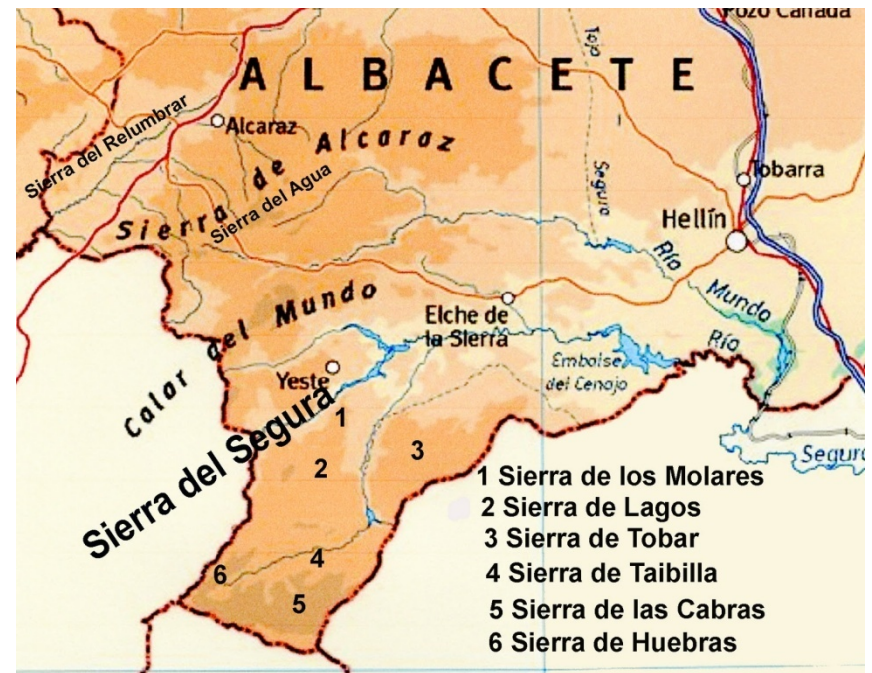 Pozo Cañada
ALBACETE
Tajo
-
Segura
Sierra del Relumbrar
Alcaraz
Sierra de Alcaraz
Sierra del Agua
Tobarra
Hellín
Río
Mundo
Calar del Mundo
Elche de
la Sierra
Río
Embalse
del Cenajo
Yeste
Sierra del Segura
Segura
1
2
3
4
5
6
1 Sierra de los Molares
2 Sierra de Lagos
3 Sierra de Tobar
4 Sierra de Taibilla
5 Sierra de las Cabras
6 Sierra de Huebras